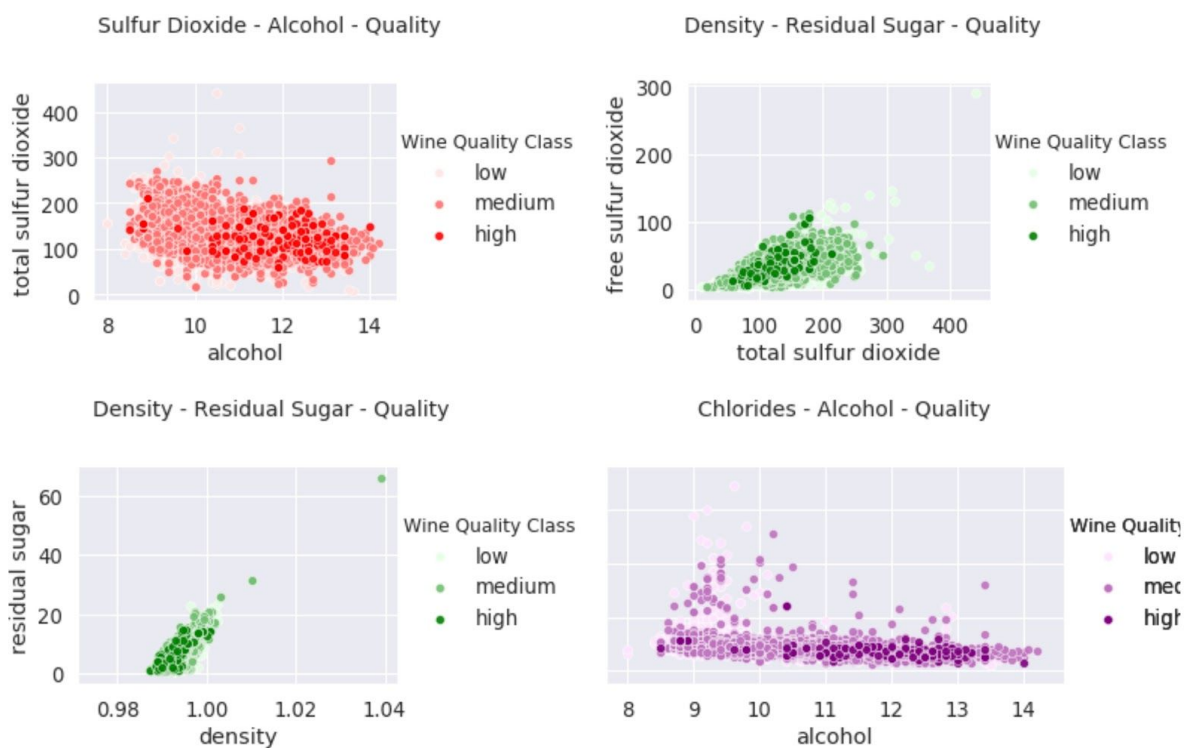 Sulfur Dioxide - Alcohol - Quality
total sulfur dioxide
400
300
200
100
0
8
10
12
14
alcohol
Wine Quality Class
low
medium
high
Density - Residual Sugar - Quality
free sulfur dioxide
300
200
100
0
0
100
200
300
400
total sulfur dioxide
Wine Quality Class
low
medium
high
Density - Residual Sugar - Quality
residual sugar
60
40
20
0
0.98
1.00
1.02
1.04
density
Wine Quality Class
low
medium
high
Chlorides - Alcohol - Quality
8
9
10
11
12
13
14
alcohol
Wine Quality
low
med
high